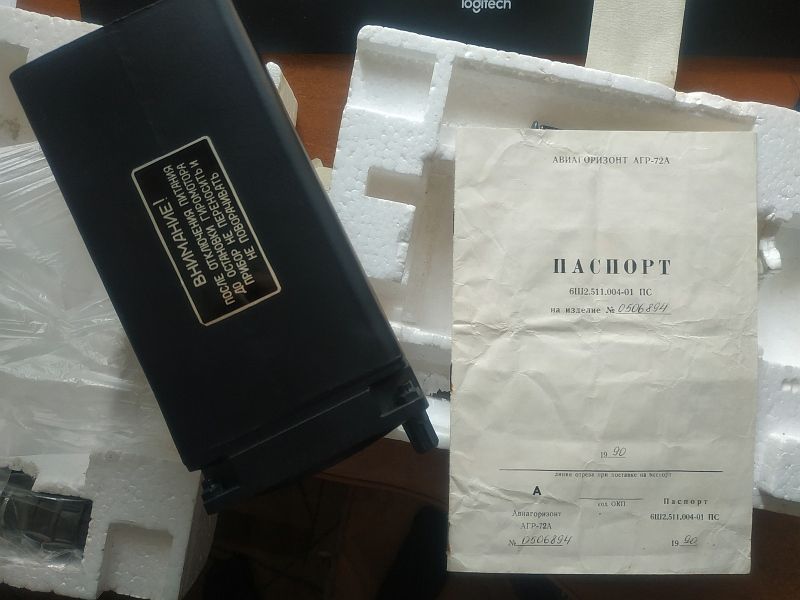 logitech
ВНИМАНИЕ!
ПОСЛЕ ОТКЛЮЧЕНИЯ ПИТАНИЯ
ДО ОСТАНОВКИ ГИРОМОТОРА
ПРИБОР НЕ ПЕРЕНОСИТЬ И
НЕ ПОВОРАЧИВАТЬ
АВИАГОРИЗОНТ АГР-72А
ПАСПОРТ
6Ш2.511.004-01 ПС
на изделие № 0506894
19 90
линия отреза при поставке на экспорт
А
Авиагоризонт
АГР-72А
№ 0506894
код ОКП
Паспорт
6Ш2.511.004-01 ПС
19 90